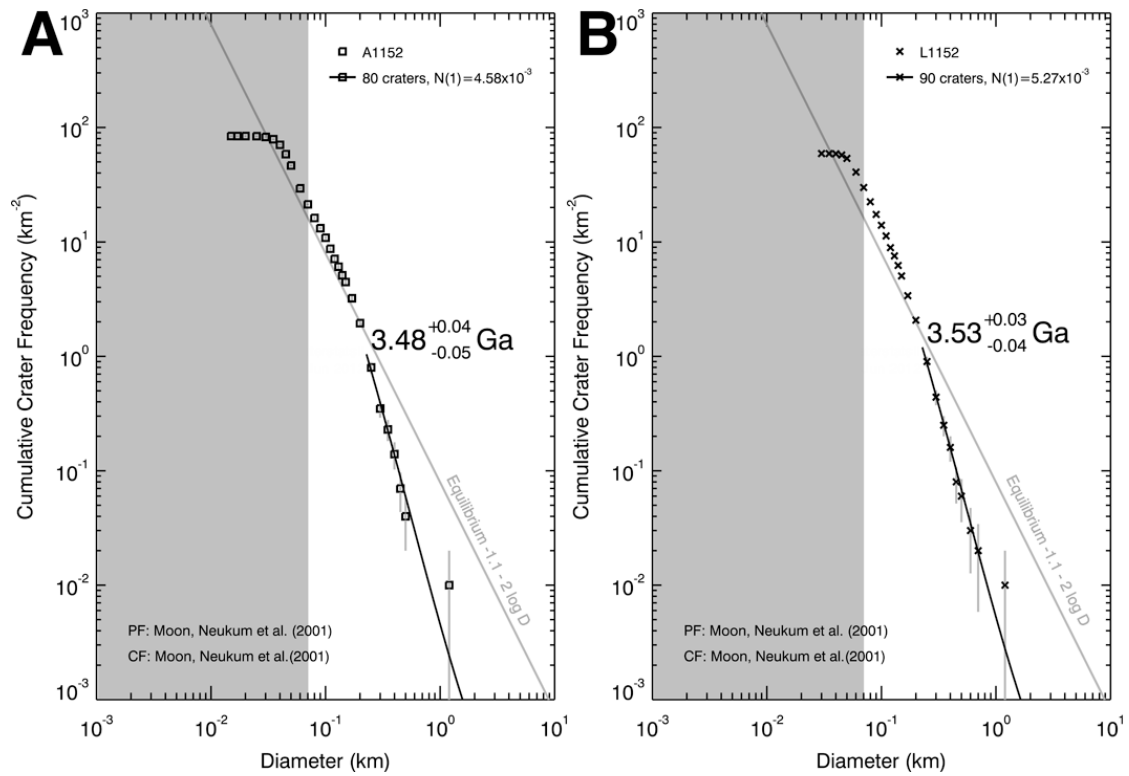 A
Cumulative Crater Frequency (km⁻²)
10³
10²
10¹
10⁰
10⁻¹
10⁻²
10⁻³
A1152
80 craters, N(1)=4.58x10⁻³
3.48 +0.04 -0.05 Ga
Equilibrium -1.1 - 2 log D
PF: Moon, Neukum et al. (2001)
CF: Moon, Neukum et al.(2001)
10⁻³ 10⁻² 10⁻¹ 10⁰ 10¹
Diameter (km)
B
Cumulative Crater Frequency (km⁻²)
10³
10²
10¹
10⁰
10⁻¹
10⁻²
10⁻³
L1152
90 craters, N(1)=5.27x10⁻³
3.53 +0.03 -0.04 Ga
Equilibrium -1.1 - 2 log D
PF: Moon, Neukum et al. (2001)
CF: Moon, Neukum et al.(2001)
10⁻³ 10⁻² 10⁻¹ 10⁰ 10¹
Diameter (km)